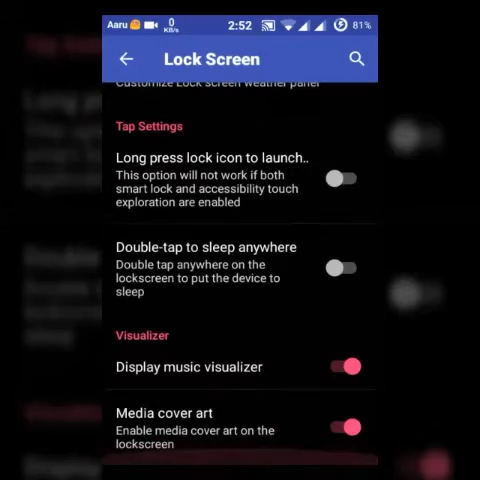 Aaru 0 KB/s 2:52 81%
Lock Screen
Customize Lock screen weather panel
Tap Settings
Long press lock icon to launch..
This option will not work if both
smart lock and accessibility touch
exploration are enabled
Double-tap to sleep anywhere
Double tap anywhere on the
lockscreen to put the device to
sleep
Visualizer
Display music visualizer
Media cover art
Enable media cover art on the
lockscreen